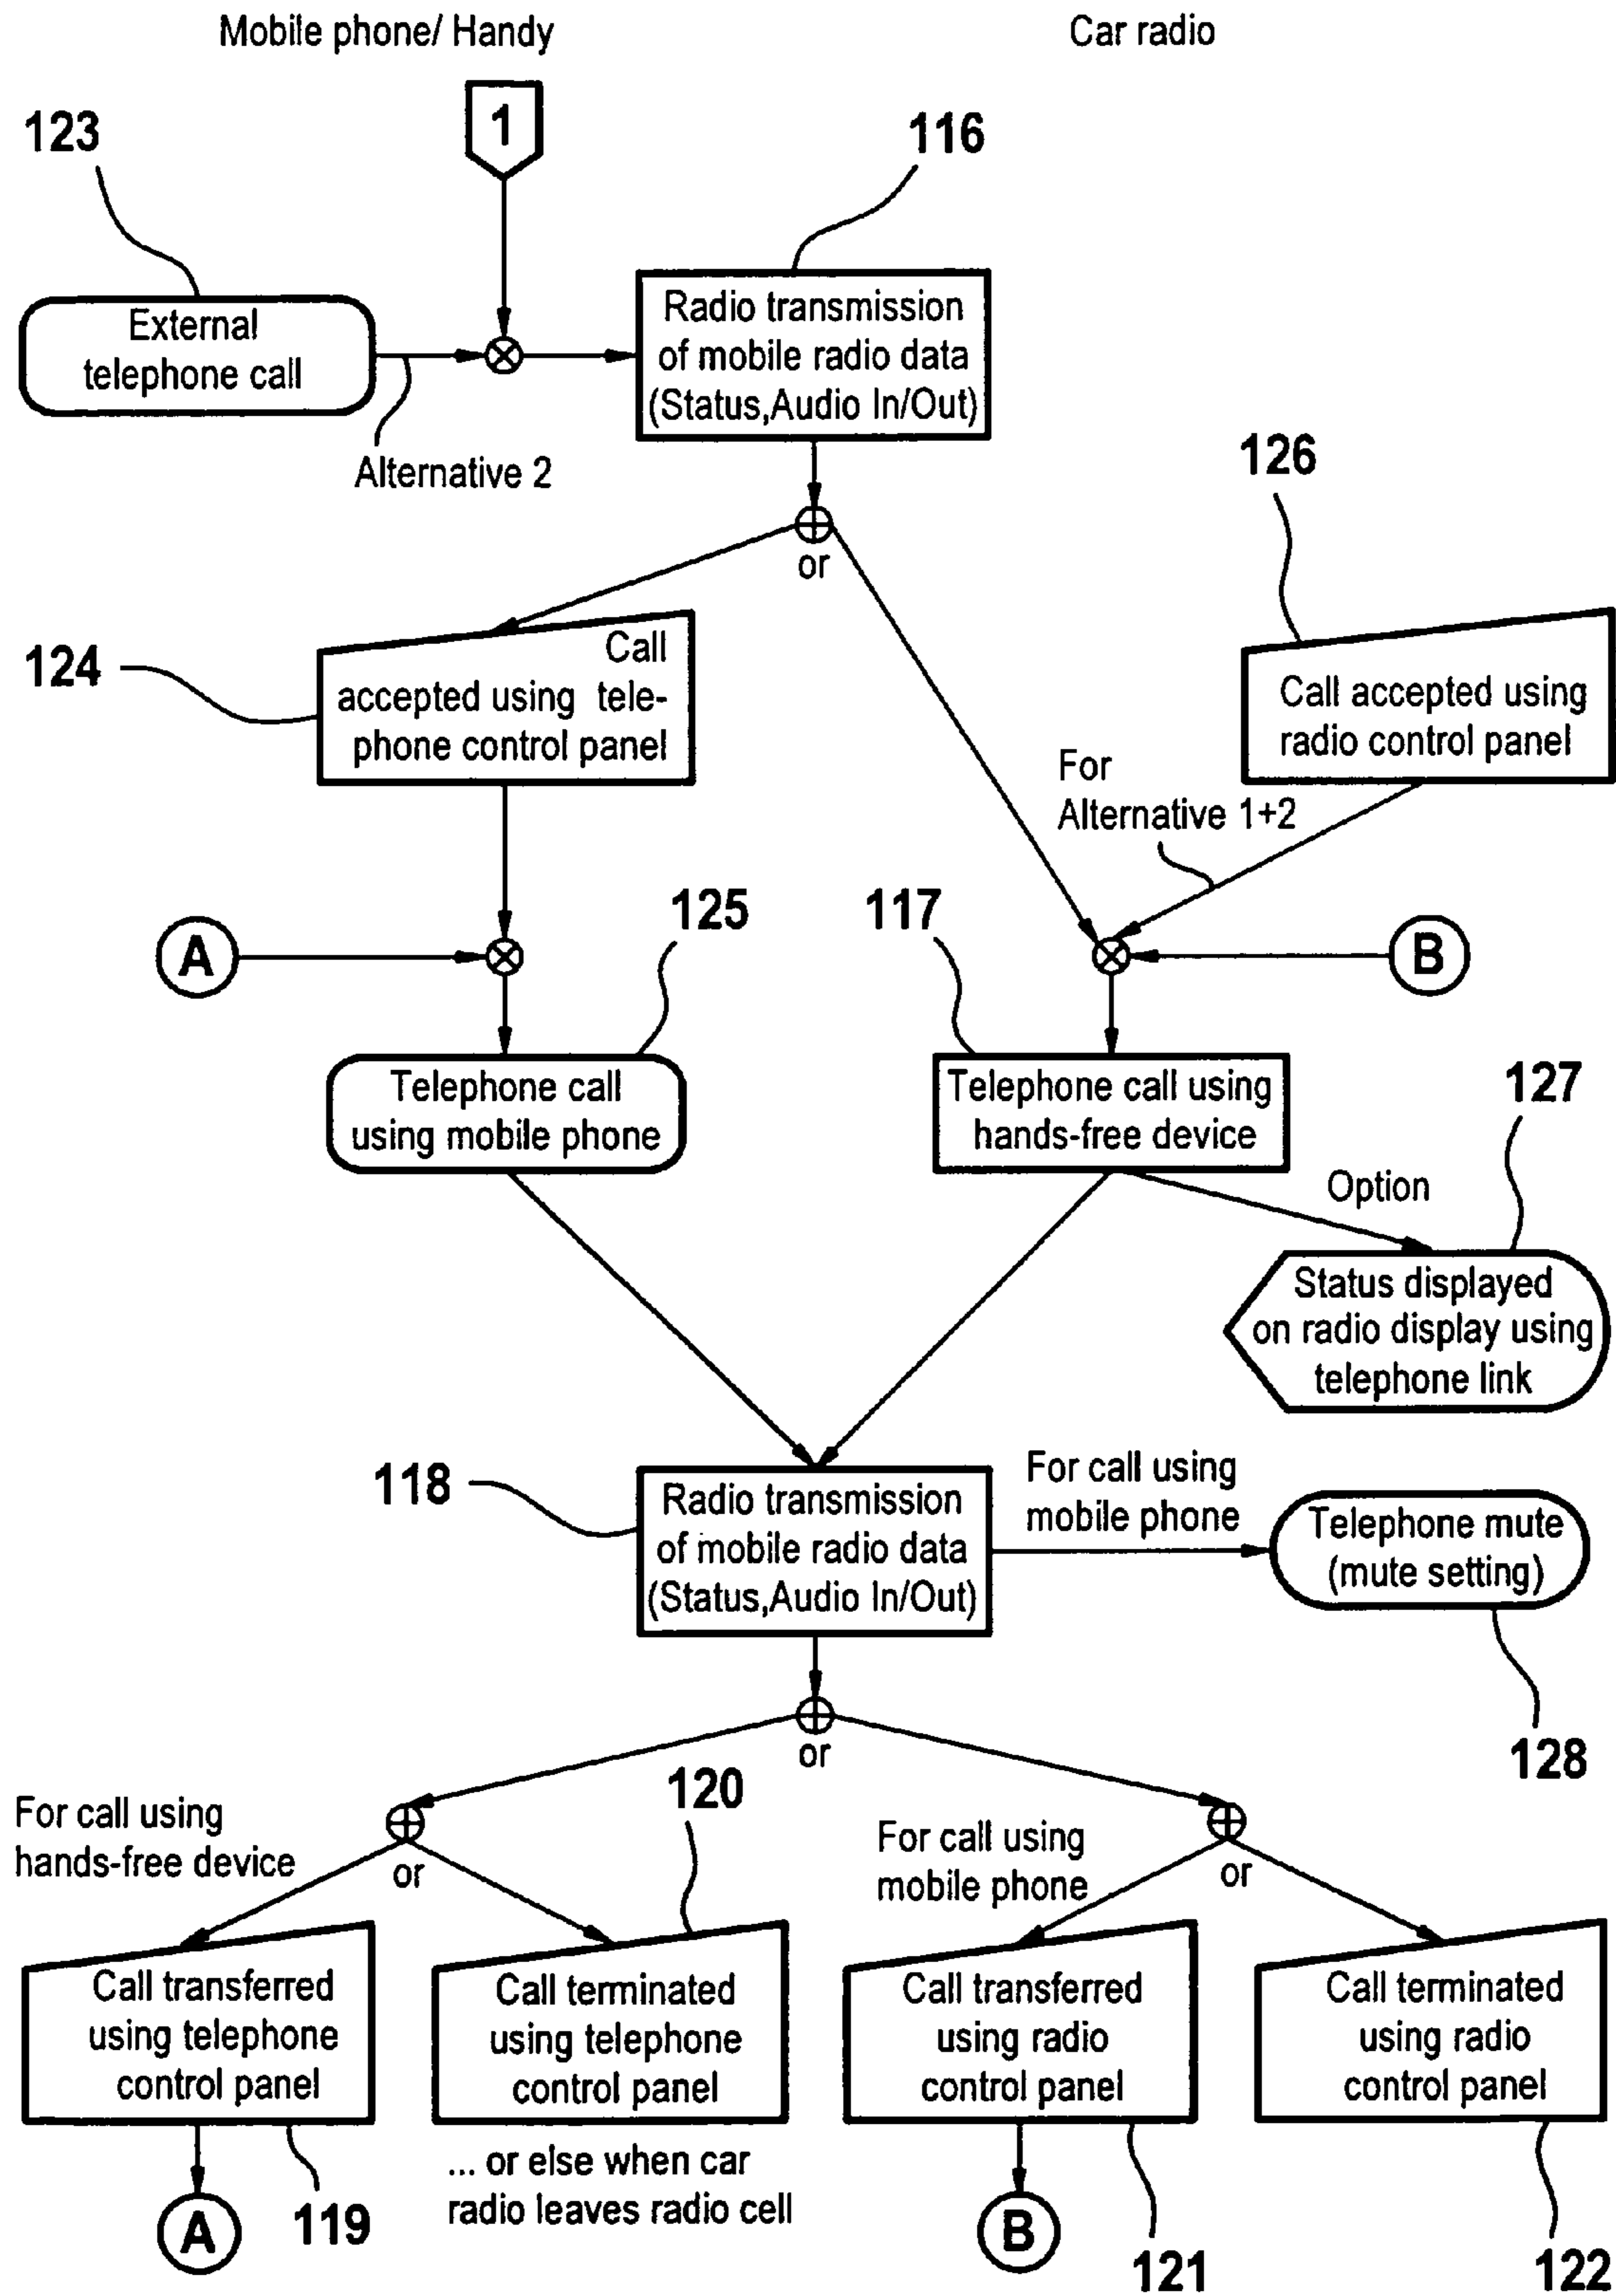 Mobile phone/ Handy
Car radio
1
123
116
External
telephone call
Radio transmission
of mobile radio data
(Status,Audio In/Out)
Alternative 2
126
or
124
Call
accepted using tele-
phone control panel
Call accepted using
radio control panel
For
Alternative 1+2
125
117
A
B
Telephone call
using mobile phone
Telephone call using
hands-free device
127
Option
Status displayed
on radio display using
telephone link
118
Radio transmission
of mobile radio data
(Status,Audio In/Out)
For call using
mobile phone
Telephone mute
(mute setting)
or
128
120
For call using
hands-free device
or
For call using
mobile phone
or
Call transferred
using telephone
control panel
Call terminated
using telephone
control panel
Call transferred
using radio
control panel
Call terminated
using radio
control panel
... or else when car
radio leaves radio cell
A
119
B
121
122